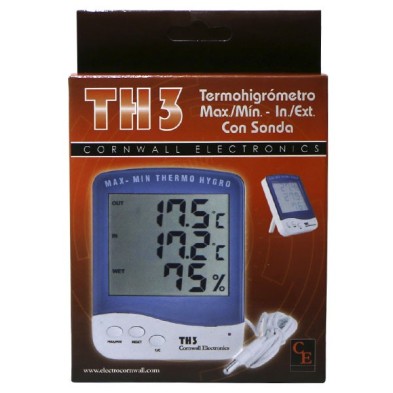 TH3
Termohigrómetro
Max./Mín. - In./Ext.
Con Sonda
CORNWALL ELECTRONICS
MAX- MIN THERMO HYGRO
OUT
17.5°C
IN
17.2°C
WET
75%
RESET
TH3
Cornwall Electronics
www.electrocornwall.com
CE